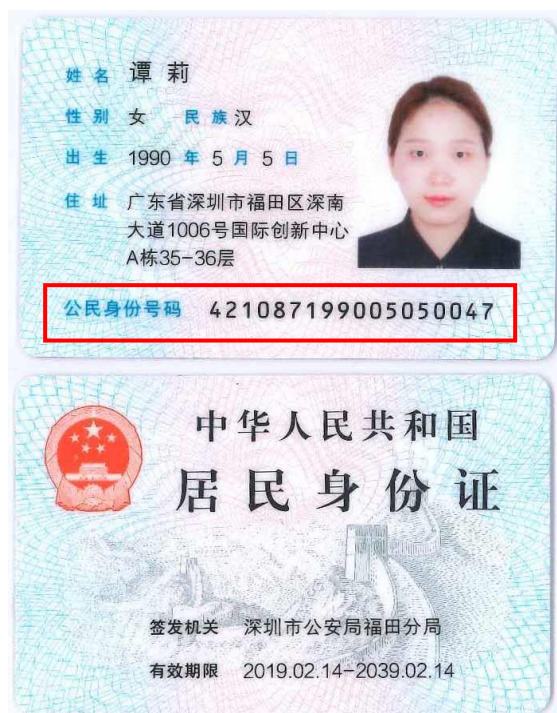 姓名 谭莉
性别 女 民族 汉
出生 1990 年 5 月 5 日
住址 广东省深圳市福田区深南
大道1006号国际创新中心
A栋35-36层
公民身份号码 421087199005050047
中华人民共和国
居民身份证
签发机关 深圳市公安局福田分局
有效期限 2019.02.14-2039.02.14